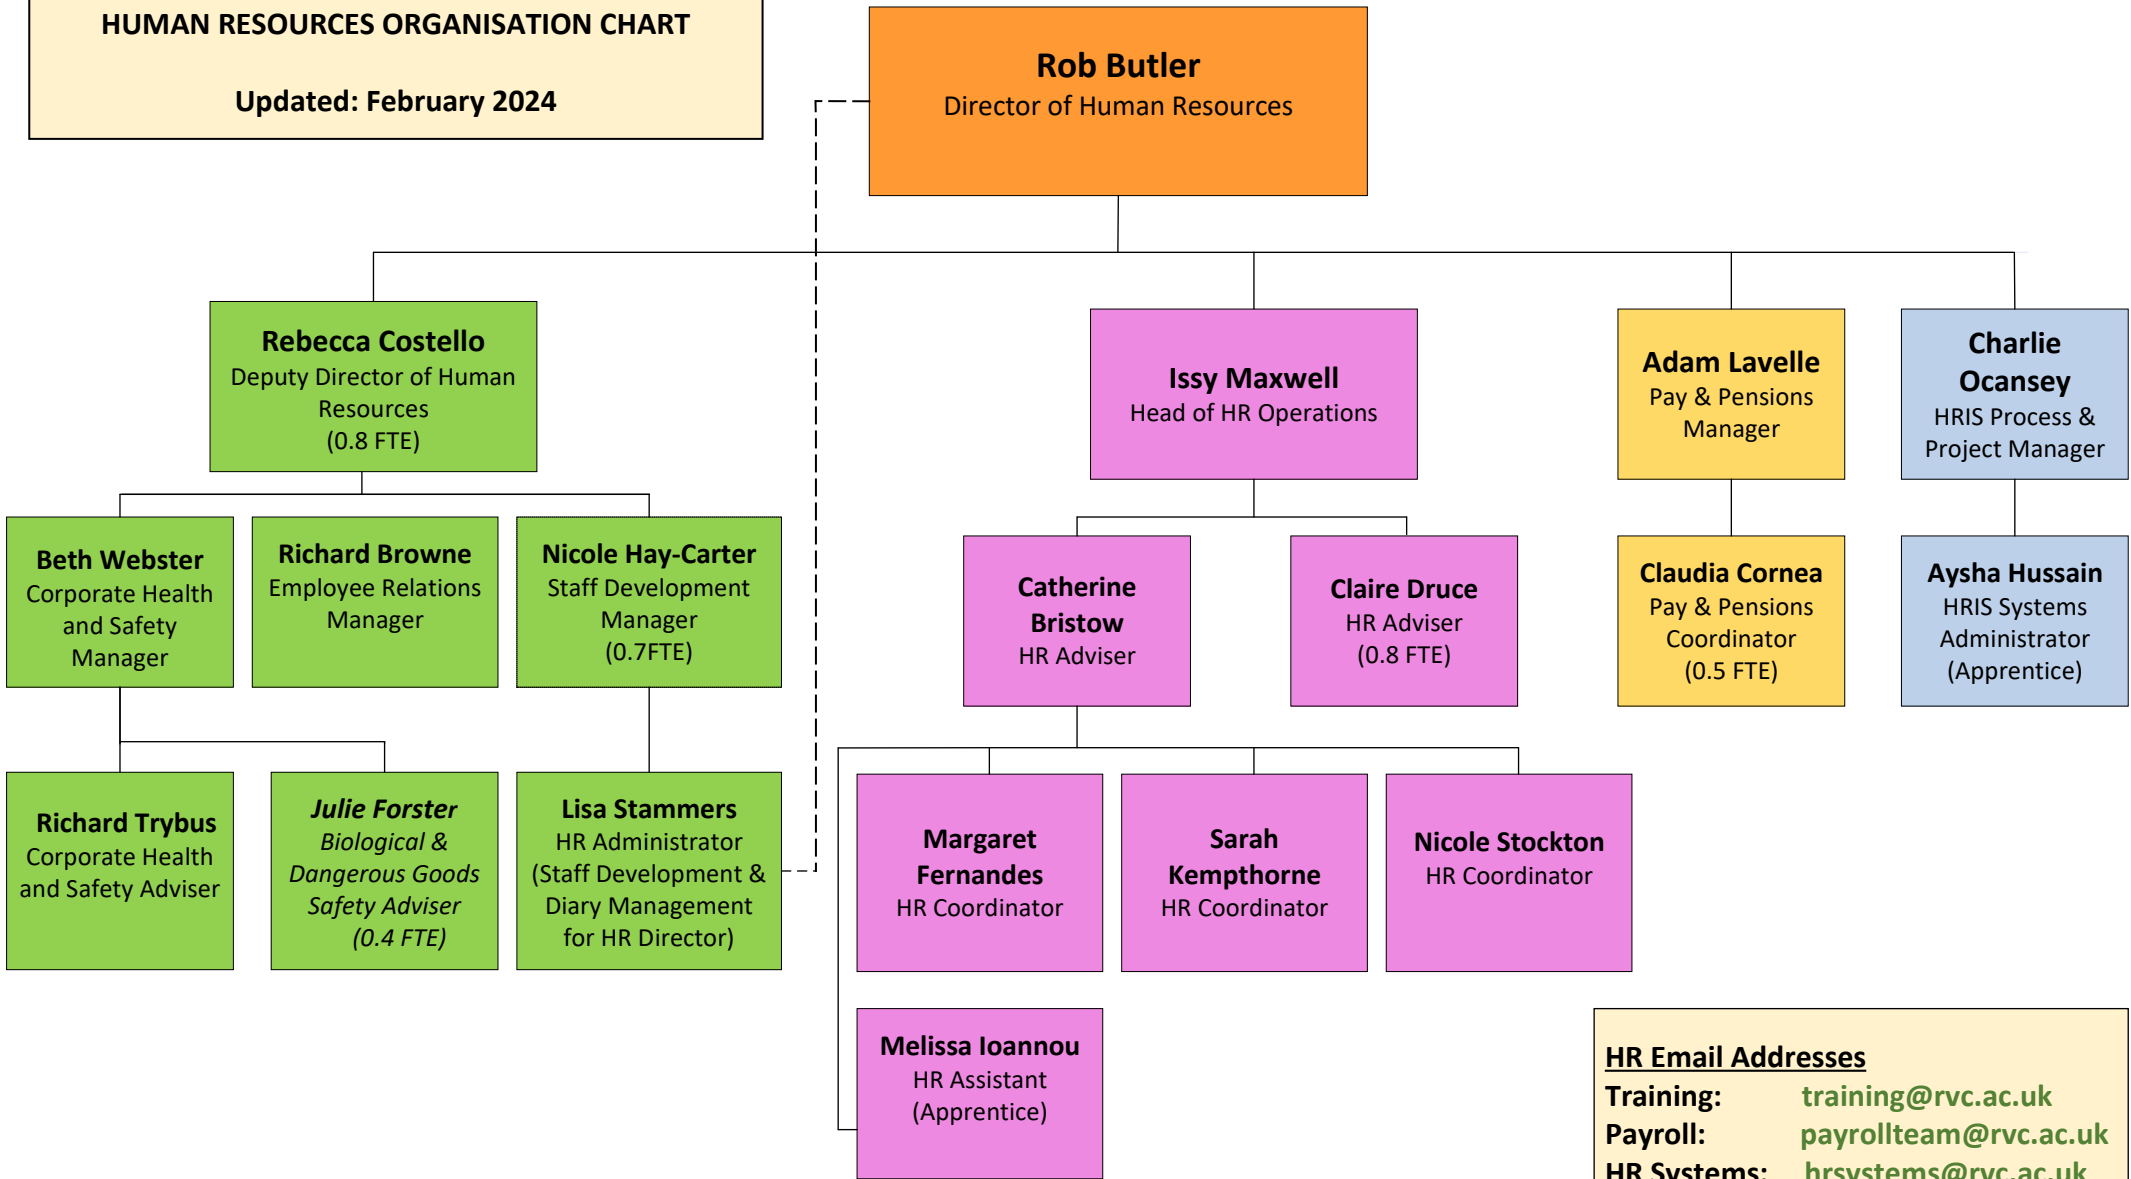 HUMAN RESOURCES ORGANISATION CHART
Updated: February 2024
Rob Butler
Director of Human Resources
Rebecca Costello
Deputy Director of Human
Resources
(0.8 FTE)
Issy Maxwell
Head of HR Operations
Adam Lavelle
Pay & Pensions
Manager
Charlie
Ocansey
HRIS Process &
Project Manager
Beth Webster
Corporate Health
and Safety
Manager
Richard Browne
Employee Relations
Manager
Nicole Hay-Carter
Staff Development
Manager
(0.7FTE)
Catherine
Bristow
HR Adviser
Claire Druce
HR Adviser
(0.8 FTE)
Claudia Cornea
Pay & Pensions
Coordinator
(0.5 FTE)
Aysha Hussain
HRIS Systems
Administrator
(Apprentice)
Richard Trybus
Corporate Health
and Safety Adviser
Julie Forster
Biological &
Dangerous Goods
Safety Adviser
(0.4 FTE)
Lisa Stammers
HR Administrator
(Staff Development &
Diary Management
for HR Director)
Margaret
Fernandes
HR Coordinator
Sarah
Kempthorne
HR Coordinator
Nicole Stockton
HR Coordinator
Melissa Ioannou
HR Assistant
(Apprentice)
HR Email Addresses
Training: training@rvc.ac.uk
Payroll: payrollteam@rvc.ac.uk
HR Systems: hrsystems@rvc.ac.uk